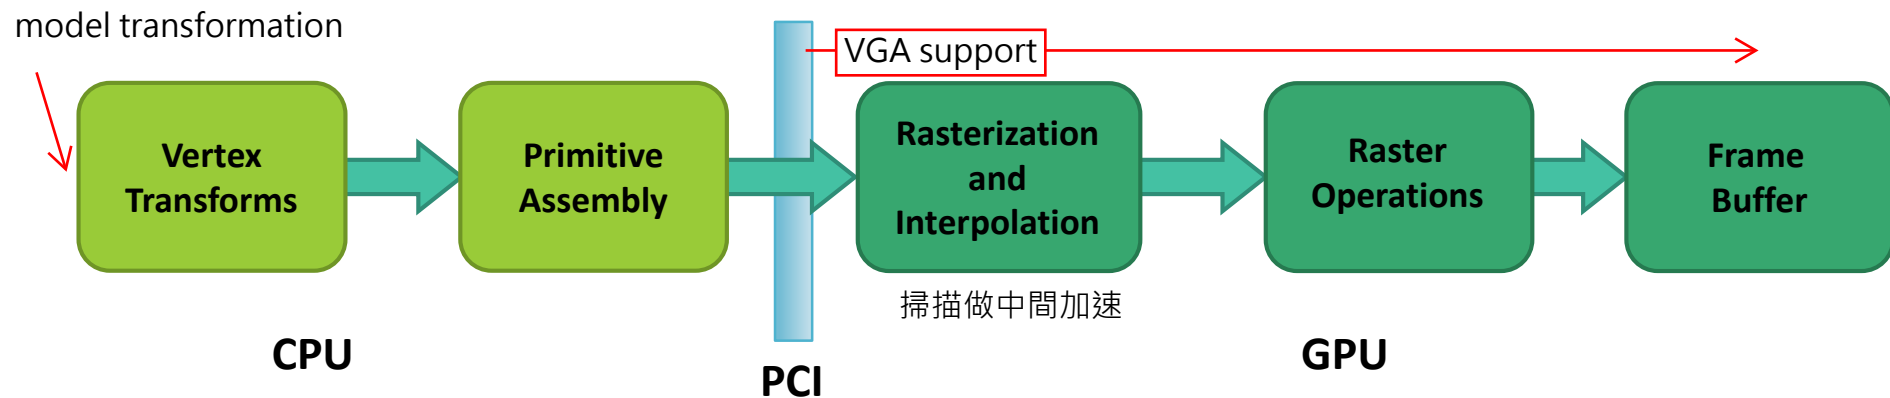 model transformation
VGA support
Vertex
Transforms
Primitive
Assembly
Rasterization
and
Interpolation
Raster
Operations
Frame
Buffer
掃描做中間加速
CPU
PCI
GPU